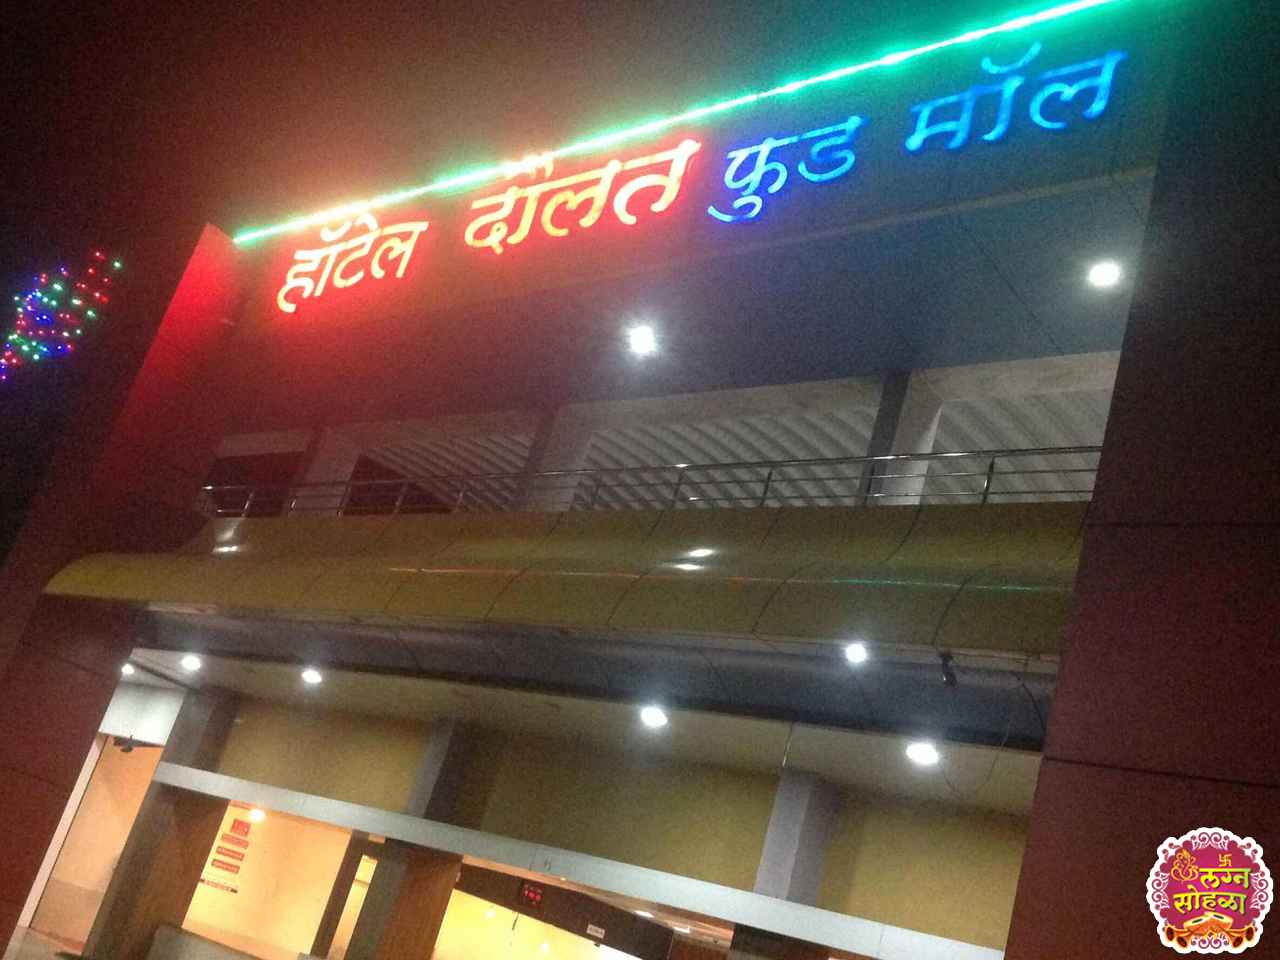 हॉटेल दौलत फुड मॉल
लग्न
सोहळा